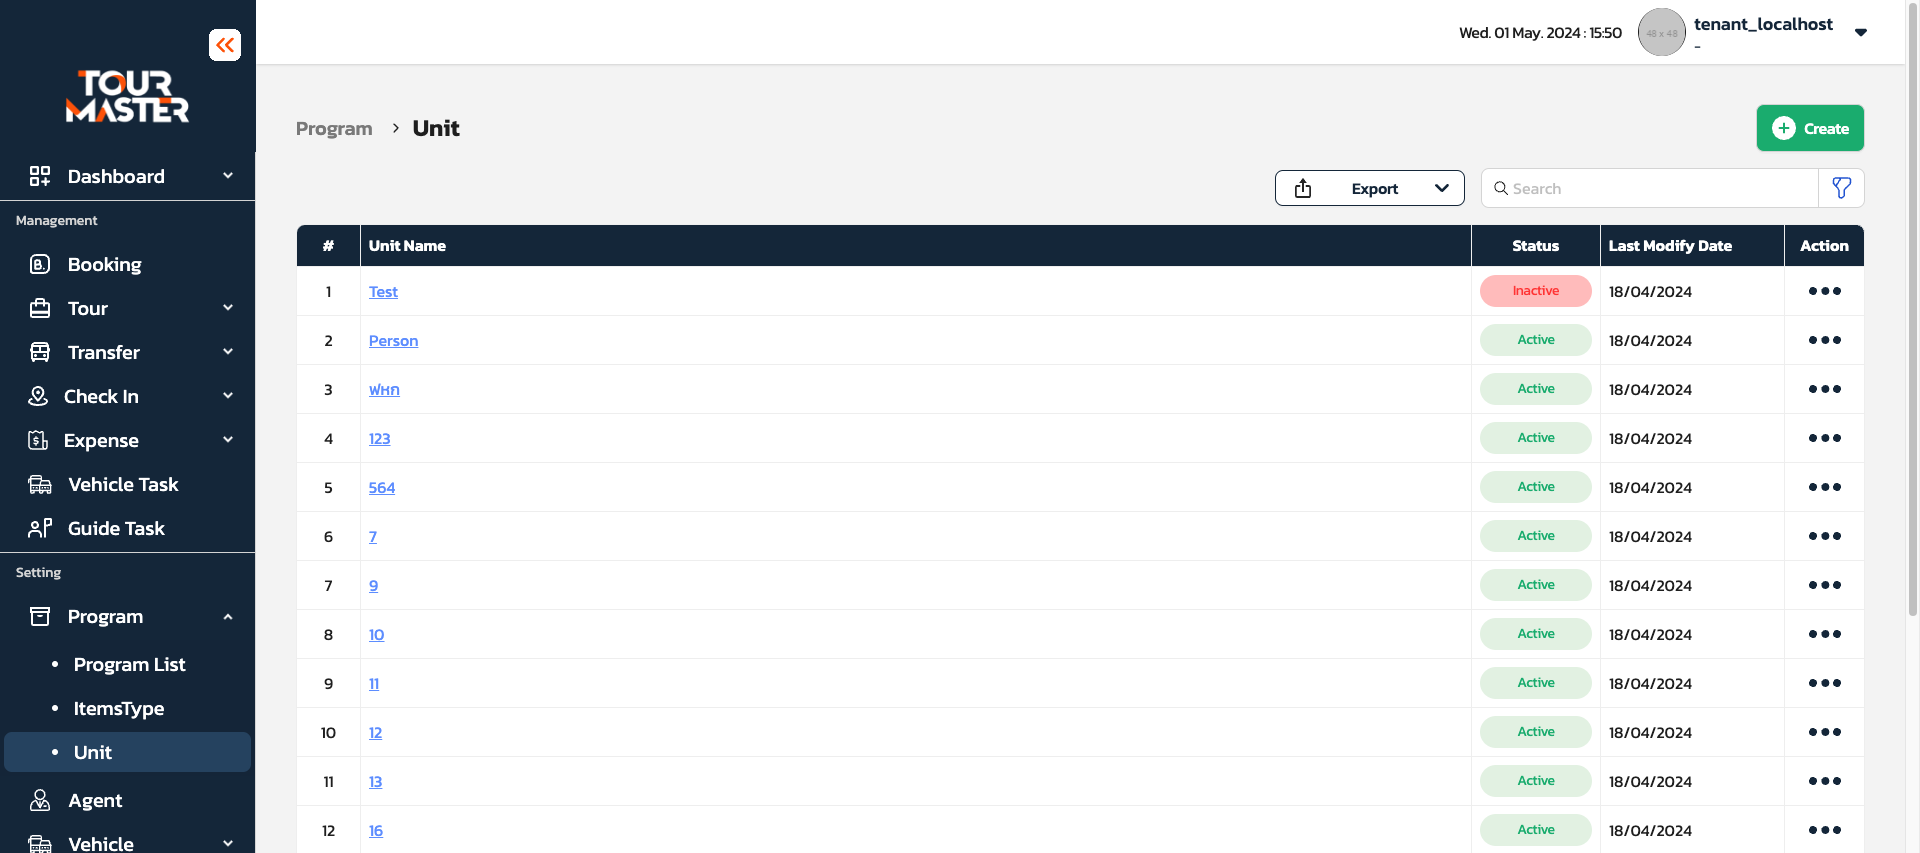 TOUR
MASTER
Dashboard
Management
Booking
Tour
Transfer
Check In
Expense
Vehicle Task
Guide Task
Setting
Program
• Program List
• ItemsType
• Unit
Agent
Vehicle
Wed. 01 May. 2024 : 15:50
48 x 48
tenant_localhost
-
Program > Unit
Create
Export
Search
# Unit Name Status Last Modify Date Action
1 Test Inactive 18/04/2024
2 Person Active 18/04/2024
3 ฟหก Active 18/04/2024
4 123 Active 18/04/2024
5 564 Active 18/04/2024
6 7 Active 18/04/2024
7 9 Active 18/04/2024
8 10 Active 18/04/2024
9 11 Active 18/04/2024
10 12 Active 18/04/2024
11 13 Active 18/04/2024
12 16 Active 18/04/2024